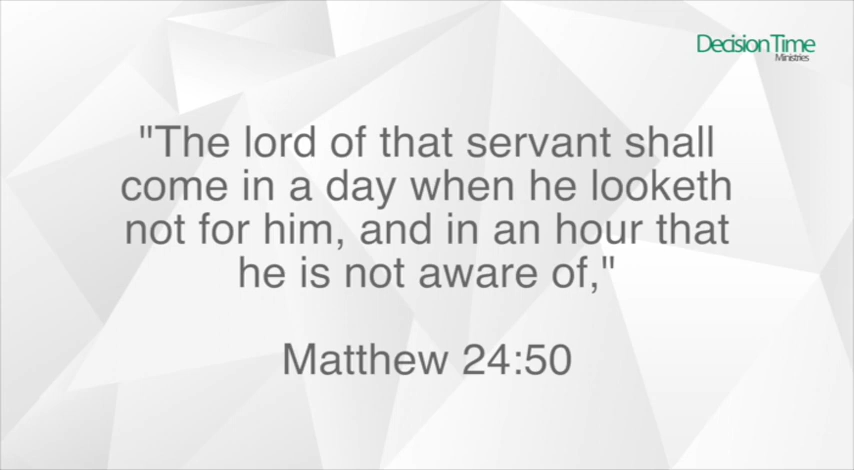 DecisionTime
Ministries
"The lord of that servant shall
come in a day when he looketh
not for him, and in an hour that
he is not aware of,"
Matthew 24:50